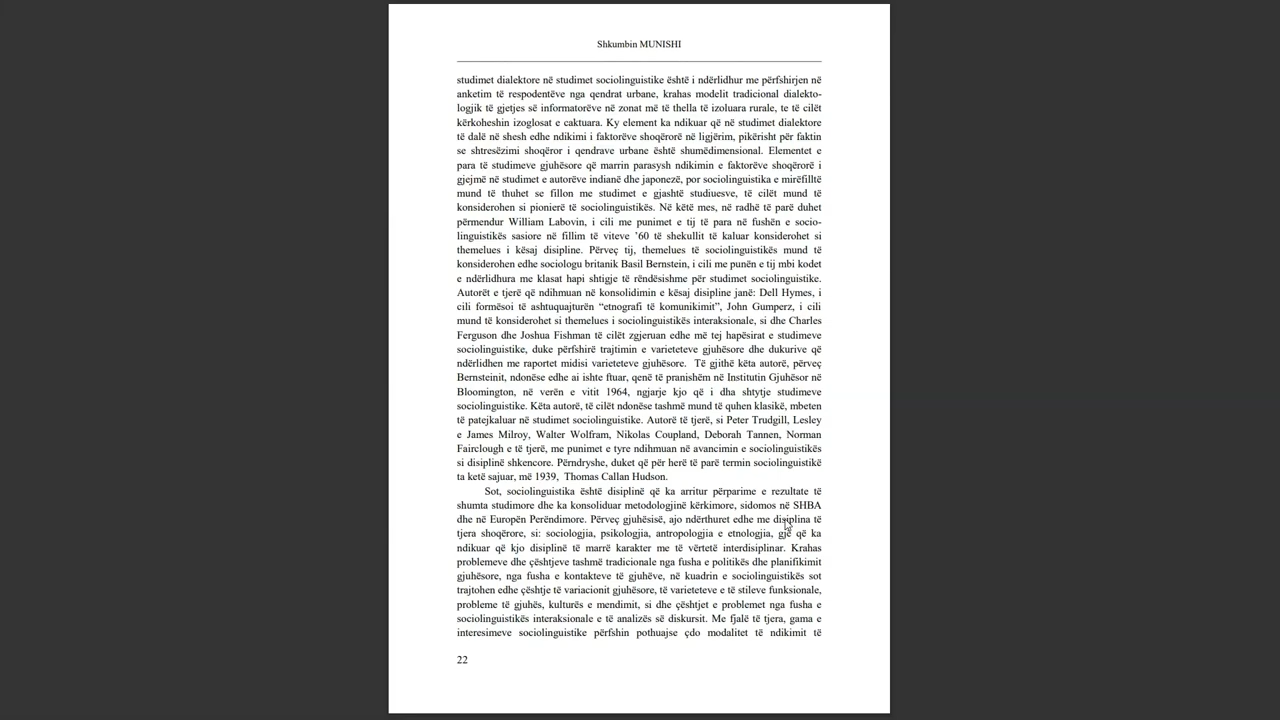 Shkumbin MUNISHI
studimet dialektore në studimet sociolinguistike është i ndërlidhur me përfshirjen në
anketim të respodentëve nga qendrat urbane, krahas modelit tradicional dialekto-
logjik të gjetjes së informatorëve në zonat më të thella të izoluara rurale, te të cilët
kërkoheshin izoglosat e caktuara. Ky element ka ndikuar që në studimet dialektore
të dalë në shesh edhe ndikimi i faktorëve shoqërorë në ligjërim, pikërisht për faktin
se shtresëzimi shoqëror i qendrave urbane është shumëdimensional. Elementet e
para të studimeve gjuhësore që marrin parasysh ndikimin e faktorëve shoqërorë i
gjejmë në studimet e autorëve indianë dhe japonezë, por sociolinguistika e mirëfilltë
mund të thuhet se fillon me studimet e gjashtë studiuesve, të cilët mund të
konsiderohen si pionierë të sociolinguistikës. Në këtë mes, në radhë të parë duhet
përmendur William Labovin, i cili me punimet e tij të para në fushën e socio-
linguistikës sasiore në fillim të viteve ’60 të shekullit të kaluar konsiderohet si
themelues i kësaj disipline. Përveç tij, themelues të sociolinguistikës mund të
konsiderohen edhe sociologu britanik Basil Bernstein, i cili me punën e tij mbi kodet
e ndërlidhura me klasat hapi shtigje të rëndësishme për studimet sociolinguistike.
Autorët e tjerë që ndihmuan në konsolidimin e kësaj disipline janë: Dell Hymes, i
cili formësoi të ashtuquajturën “etnografi të komunikimit”, John Gumperz, i cili
mund të konsiderohet si themelues i sociolinguistikës interaksionale, si dhe Charles
Ferguson dhe Joshua Fishman të cilët zgjeruan edhe më tej hapësirat e studimeve
sociolinguistike, duke përfshirë trajtimin e varieteteve gjuhësore dhe dukurive që
ndërlidhen me raportet midisi varieteteve gjuhësore. Të gjithë këta autorë, përveç
Bernsteinit, ndonëse edhe ai ishte ftuar, qenë të pranishëm në Institutin Gjuhësor në
Bloomington, në verën e vitit 1964, ngjarje kjo që i dha shtytje studimeve
sociolinguistike. Këta autorë, të cilët ndonëse tashmë mund të quhen klasikë, mbeten
të patejkaluar në studimet sociolinguistike. Autorë të tjerë, si Peter Trudgill, Lesley
e James Milroy, Walter Wolfram, Nikolas Coupland, Deborah Tannen, Norman
Fairclough e të tjerë, me punimet e tyre ndihmuan në avancimin e sociolinguistikës
si disiplinë shkencore. Përndryshe, duket që për herë të parë termin sociolinguistikë
ta ketë sajuar, më 1939, Thomas Callan Hudson.
Sot, sociolinguistika është disiplinë që ka arritur përparime e rezultate të
shumta studimore dhe ka konsoliduar metodologjinë kërkimore, sidomos në SHBA
dhe në Europën Perëndimore. Përveç gjuhësisë, ajo ndërthuret edhe me disiplina të
tjera shoqërore, si: sociologjia, psikologjia, antropologjia e etnologjia, gjë që ka
ndikuar që kjo disiplinë të marrë karakter me të vërtetë interdisiplinar. Krahas
problemeve dhe çështjeve tashmë tradicionale nga fusha e politikës dhe planifikimit
gjuhësore, nga fusha e kontakteve të gjuhëve, në kuadrin e sociolinguistikës sot
trajtohen edhe çështje të variacionit gjuhësore, të varieteteve e të stileve funksionale,
probleme të gjuhës, kulturës e mendimit, si dhe çështjet e problemet nga fusha e
sociolinguistikës interaksionale e të analizës së diskursit. Me fjalë të tjera, gama e
interesimeve sociolinguistike përfshin pothuajse çdo modalitet të ndikimit të
22